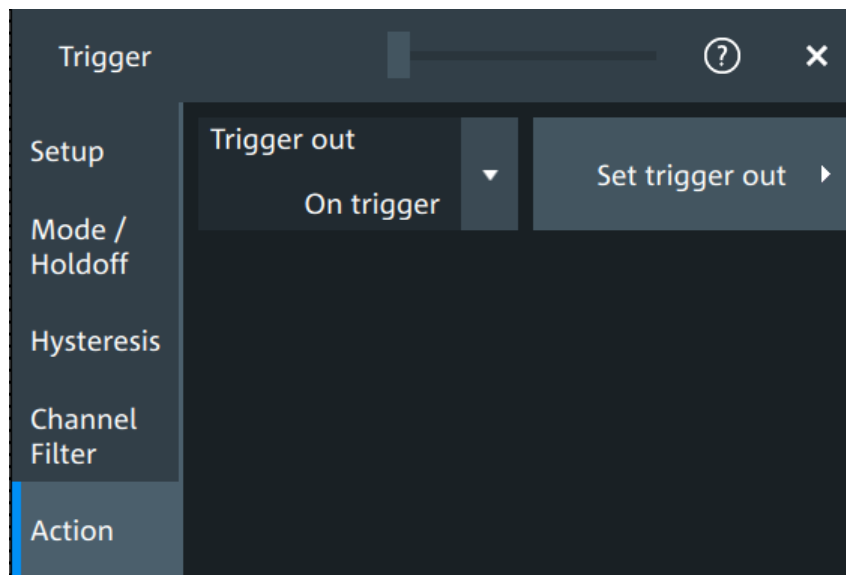 Trigger
Setup
Mode /
Holdoff
Hysteresis
Channel
Filter
Action
Trigger out
On trigger
Set trigger out